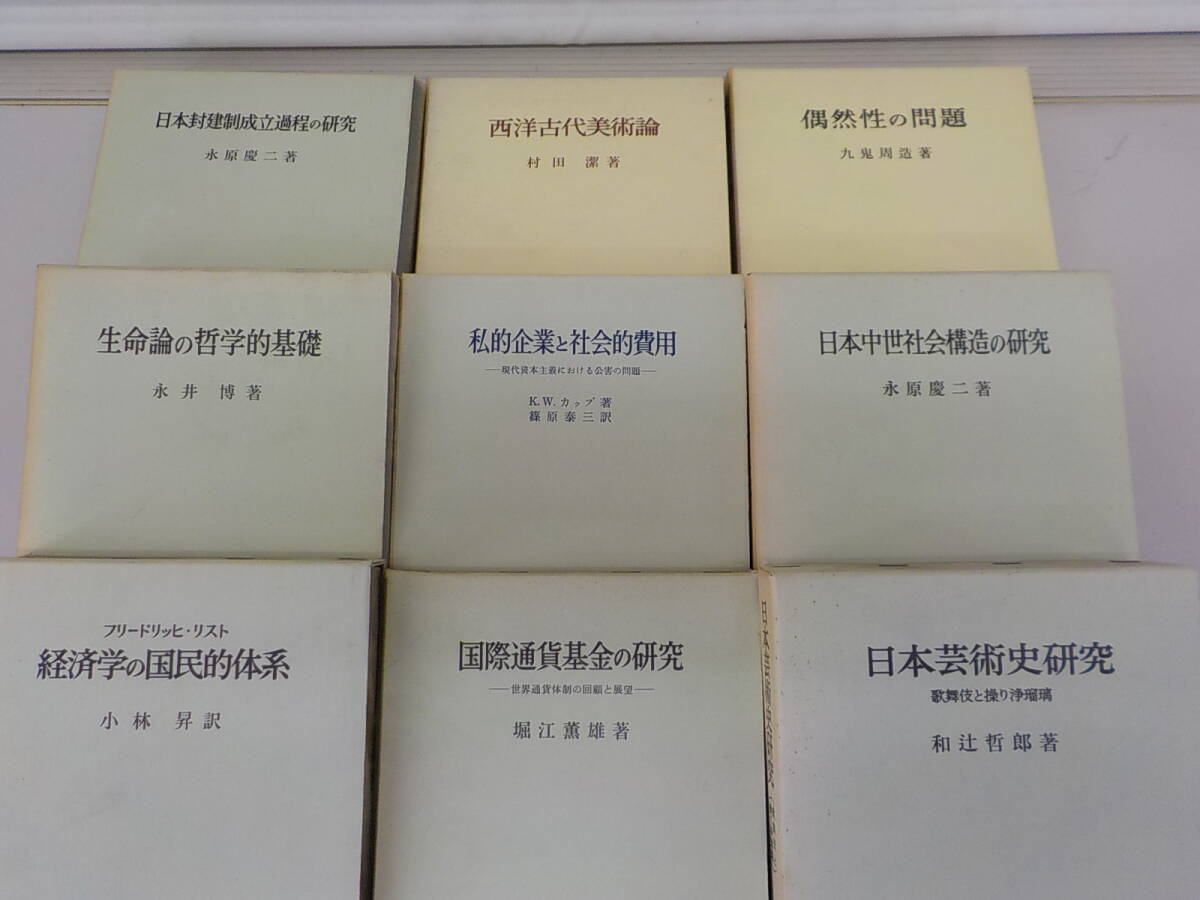 日本封建制成立過程の研究
永原慶二著
西洋古代美術論
村田 潔著
偶然性の問題
九鬼周造著
生命論の哲学的基礎
永井 博著
私的企業と社会的費用
──現代資本主義における公害の問題──
K.W.カップ著
篠原泰三訳
日本中世社会構造の研究
永原慶二著
フリードリッヒ・リスト
経済学の国民的体系
小林 昇訳
国際通貨基金の研究
──世界通貨体制の回顧と展望──
堀江薫雄著
日本芸術史研究
歌舞伎と操り浄瑠璃
和辻哲郎著
日本芸術史研究